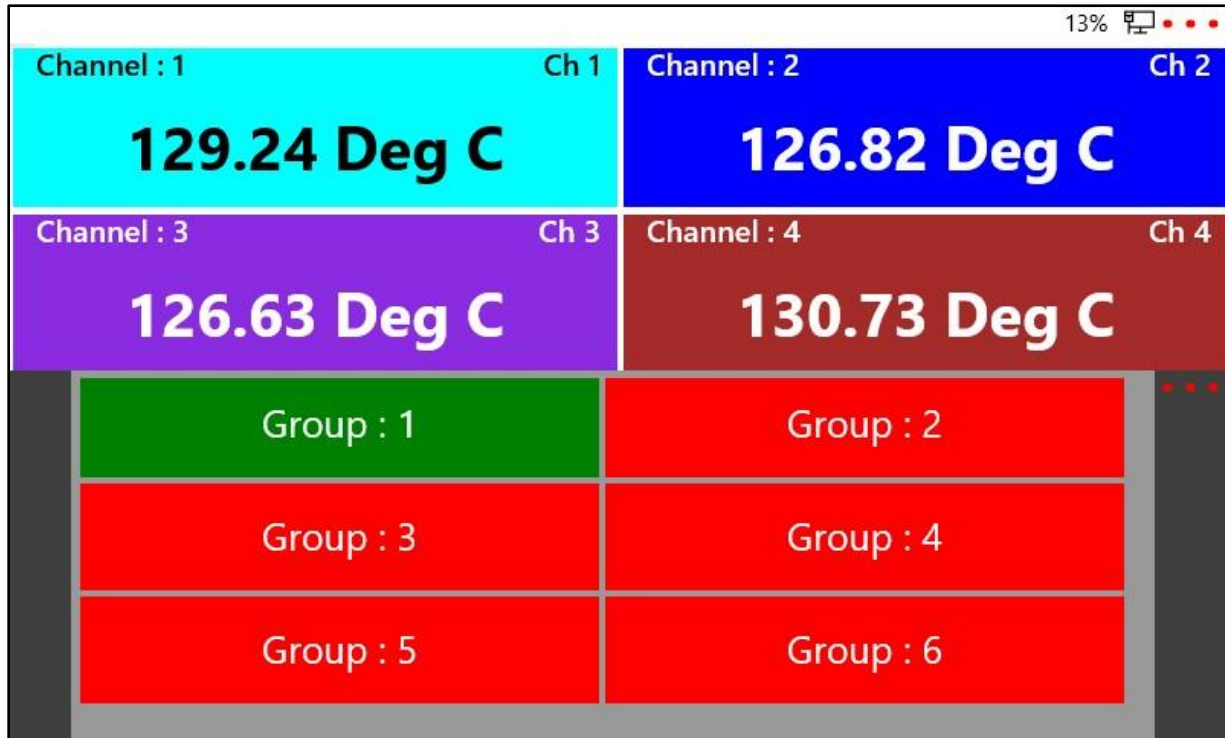 13%
Channel : 1 Ch 1
129.24 Deg C
Channel : 2 Ch 2
126.82 Deg C
Channel : 3 Ch 3
126.63 Deg C
Channel : 4 Ch 4
130.73 Deg C
Group : 1
Group : 2
Group : 3
Group : 4
Group : 5
Group : 6